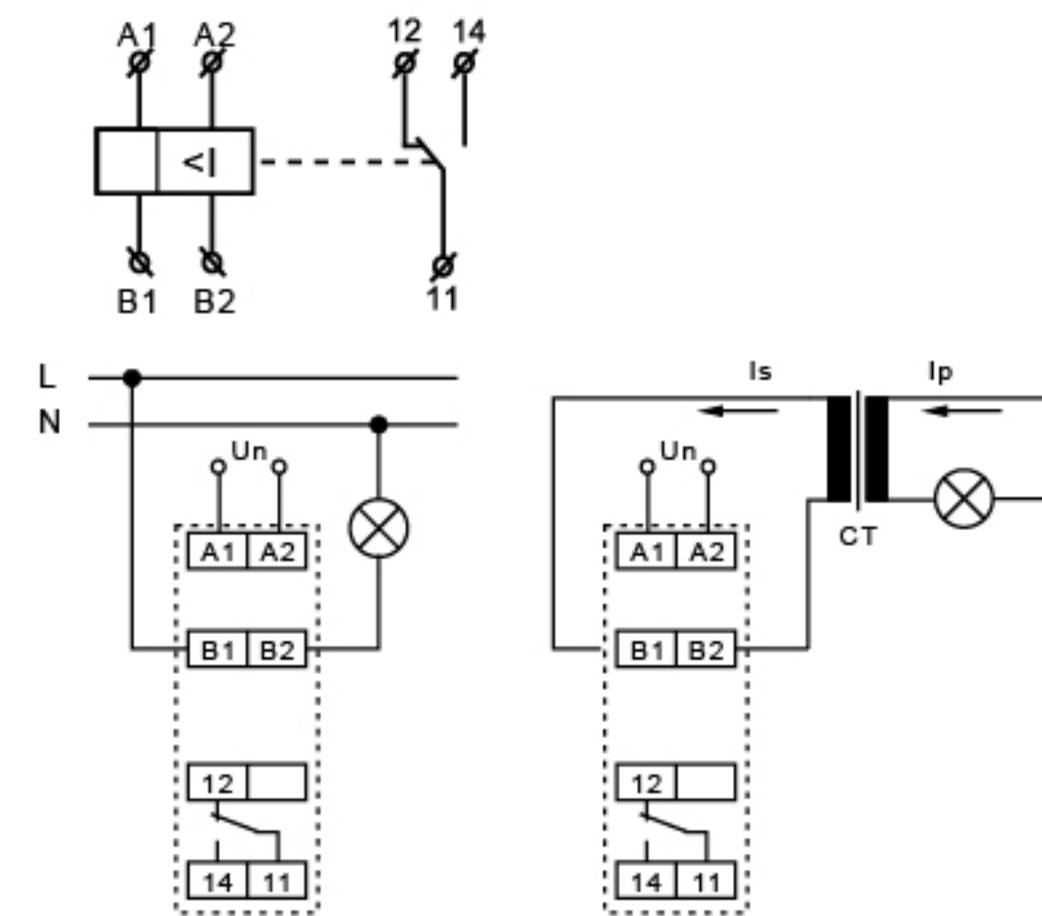 A1 A2 12 14
<I
B1 B2 11
L
N
Un
A1 A2
B1 B2
12
14 11
Is Ip
Un
CT
A1 A2
B1 B2
12
14 11